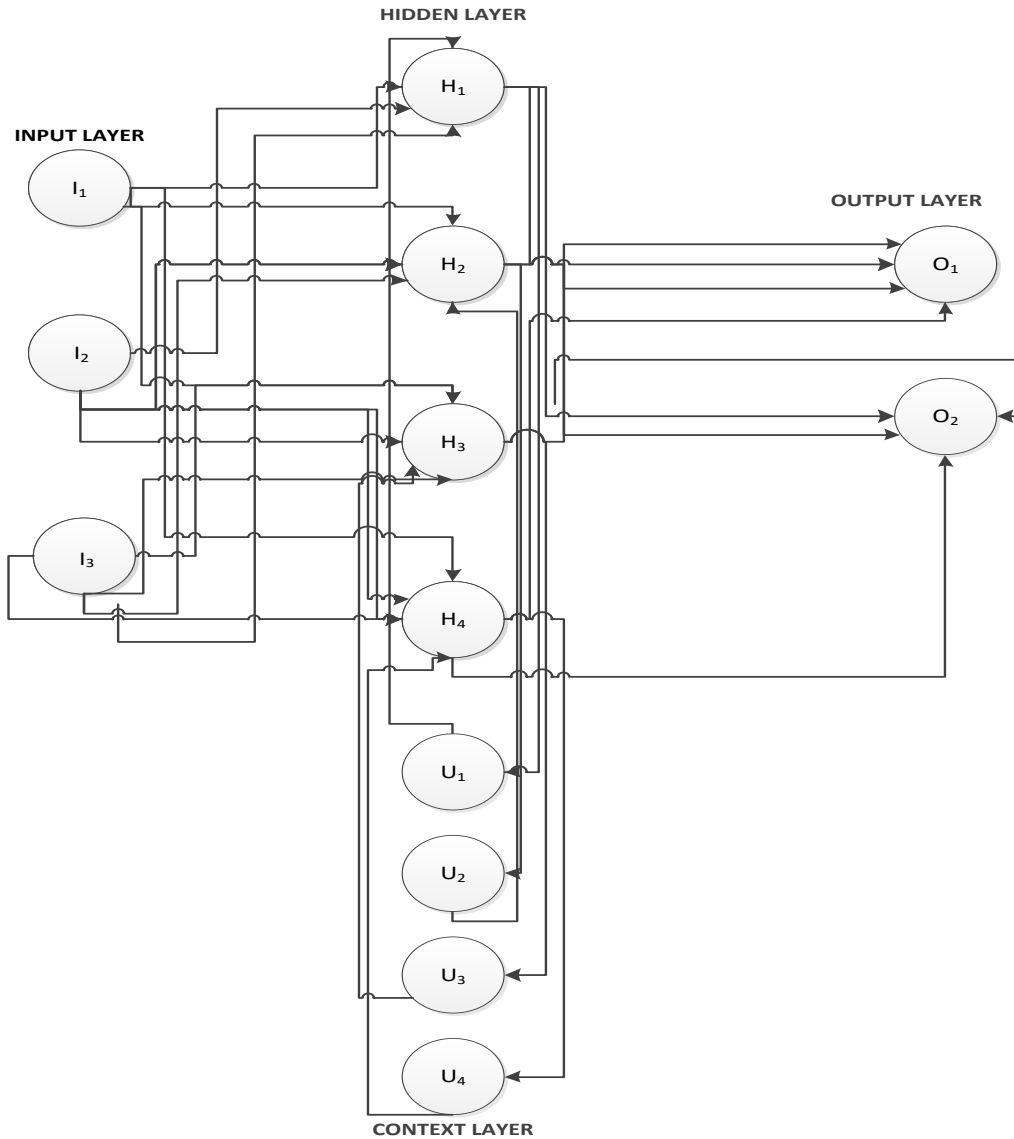 HIDDEN LAYER
H₁
INPUT LAYER
I₁
OUTPUT LAYER
H₂
O₁
I₂
O₂
H₃
I₃
H₄
U₁
U₂
U₃
U₄
CONTEXT LAYER